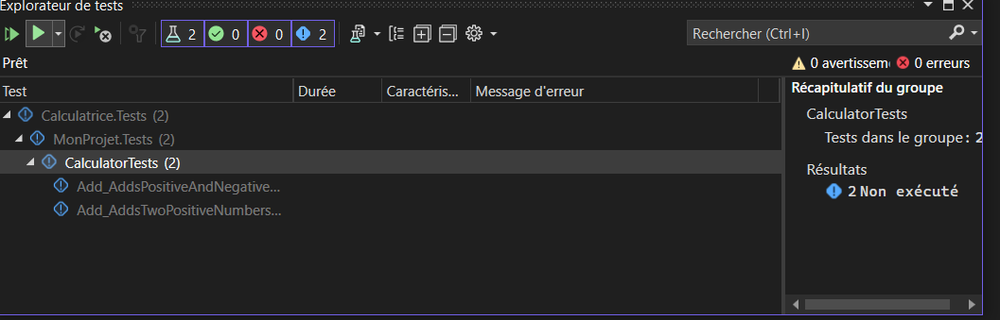 Explorateur de tests
2 0 0 2
Rechercher (Ctrl+I)
Prêt
0 avertissem 0 erreurs
Test Durée Caractéris... Message d'erreur
Récapitulatif du groupe
Calculatrice.Tests (2)
CalculatorTests
MonProjet.Tests (2)
Tests dans le groupe: 2
CalculatorTests (2)
Résultats
Add_AddsPositiveAndNegative...
2 Non exécuté
Add_AddsTwoPositiveNumbers...